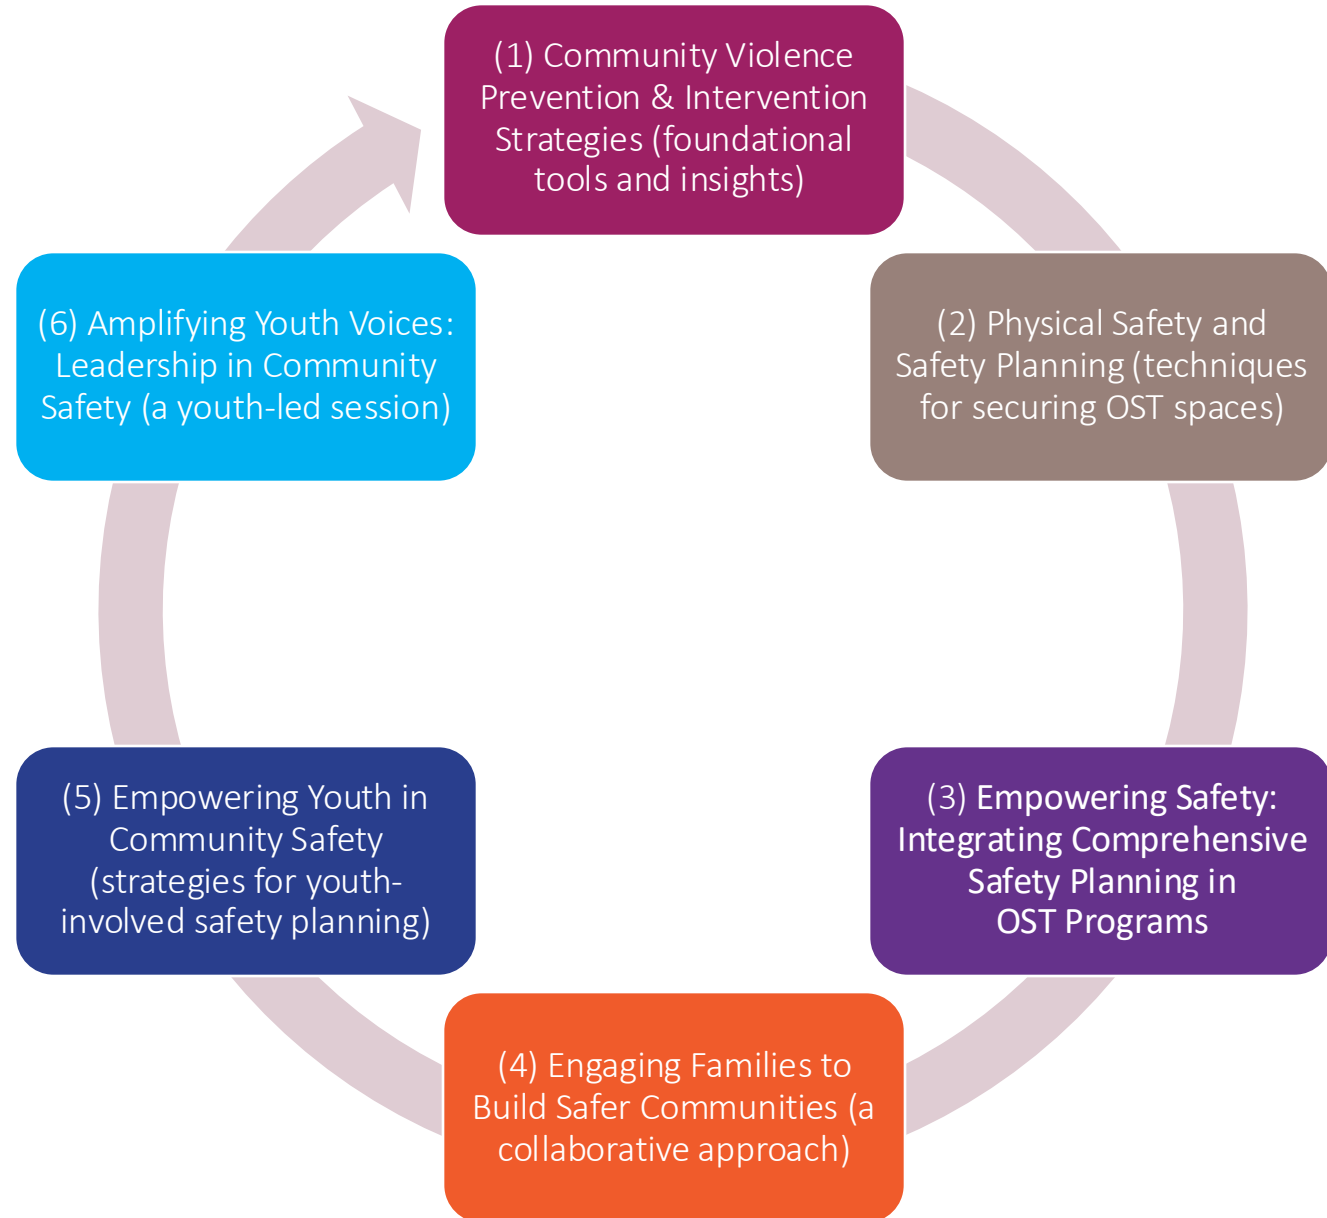 (1) Community Violence
Prevention & Intervention
Strategies (foundational
tools and insights)
(2) Physical Safety and
Safety Planning (techniques
for securing OST spaces)
(3) Empowering Safety:
Integrating Comprehensive
Safety Planning in
OST Programs
(4) Engaging Families to
Build Safer Communities (a
collaborative approach)
(5) Empowering Youth in
Community Safety
(strategies for youth-
involved safety planning)
(6) Amplifying Youth Voices:
Leadership in Community
Safety (a youth-led session)